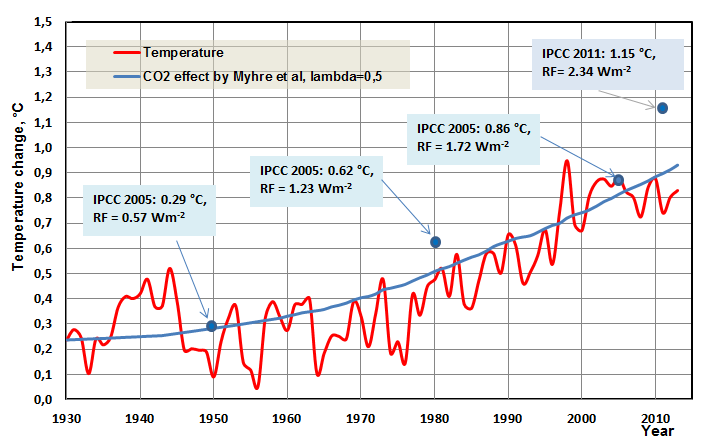 Temperature change, °C
1,5
1,4
1,3
1,2
1,1
1,0
0,9
0,8
0,7
0,6
0,5
0,4
0,3
0,2
0,1
0,0
Temperature
CO2 effect by Myhre et al, lambda=0,5
IPCC 2011: 1.15 °C,
RF= 2.34 Wm-2
IPCC 2005: 0.86 °C,
RF = 1.72 Wm-2
IPCC 2005: 0.62 °C,
RF = 1.23 Wm-2
IPCC 2005: 0.29 °C,
RF = 0.57 Wm-2
1930 1940 1950 1960 1970 1980 1990 2000 2010
Year